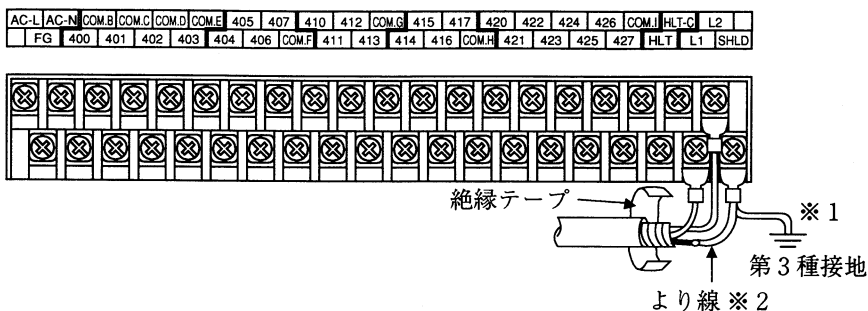 AC-L AC-N COM.B COM.C COM.D COM.E 405 407 410 412 COM.G 415 417 420 422 424 426 COM.I HLT-C L2
FG 400 401 402 403 404 406 COM.F 411 413 414 416 COM.H 421 423 425 427 HLT L1 SHLD
絶縁テープ
※1
第3種接地
より線※2